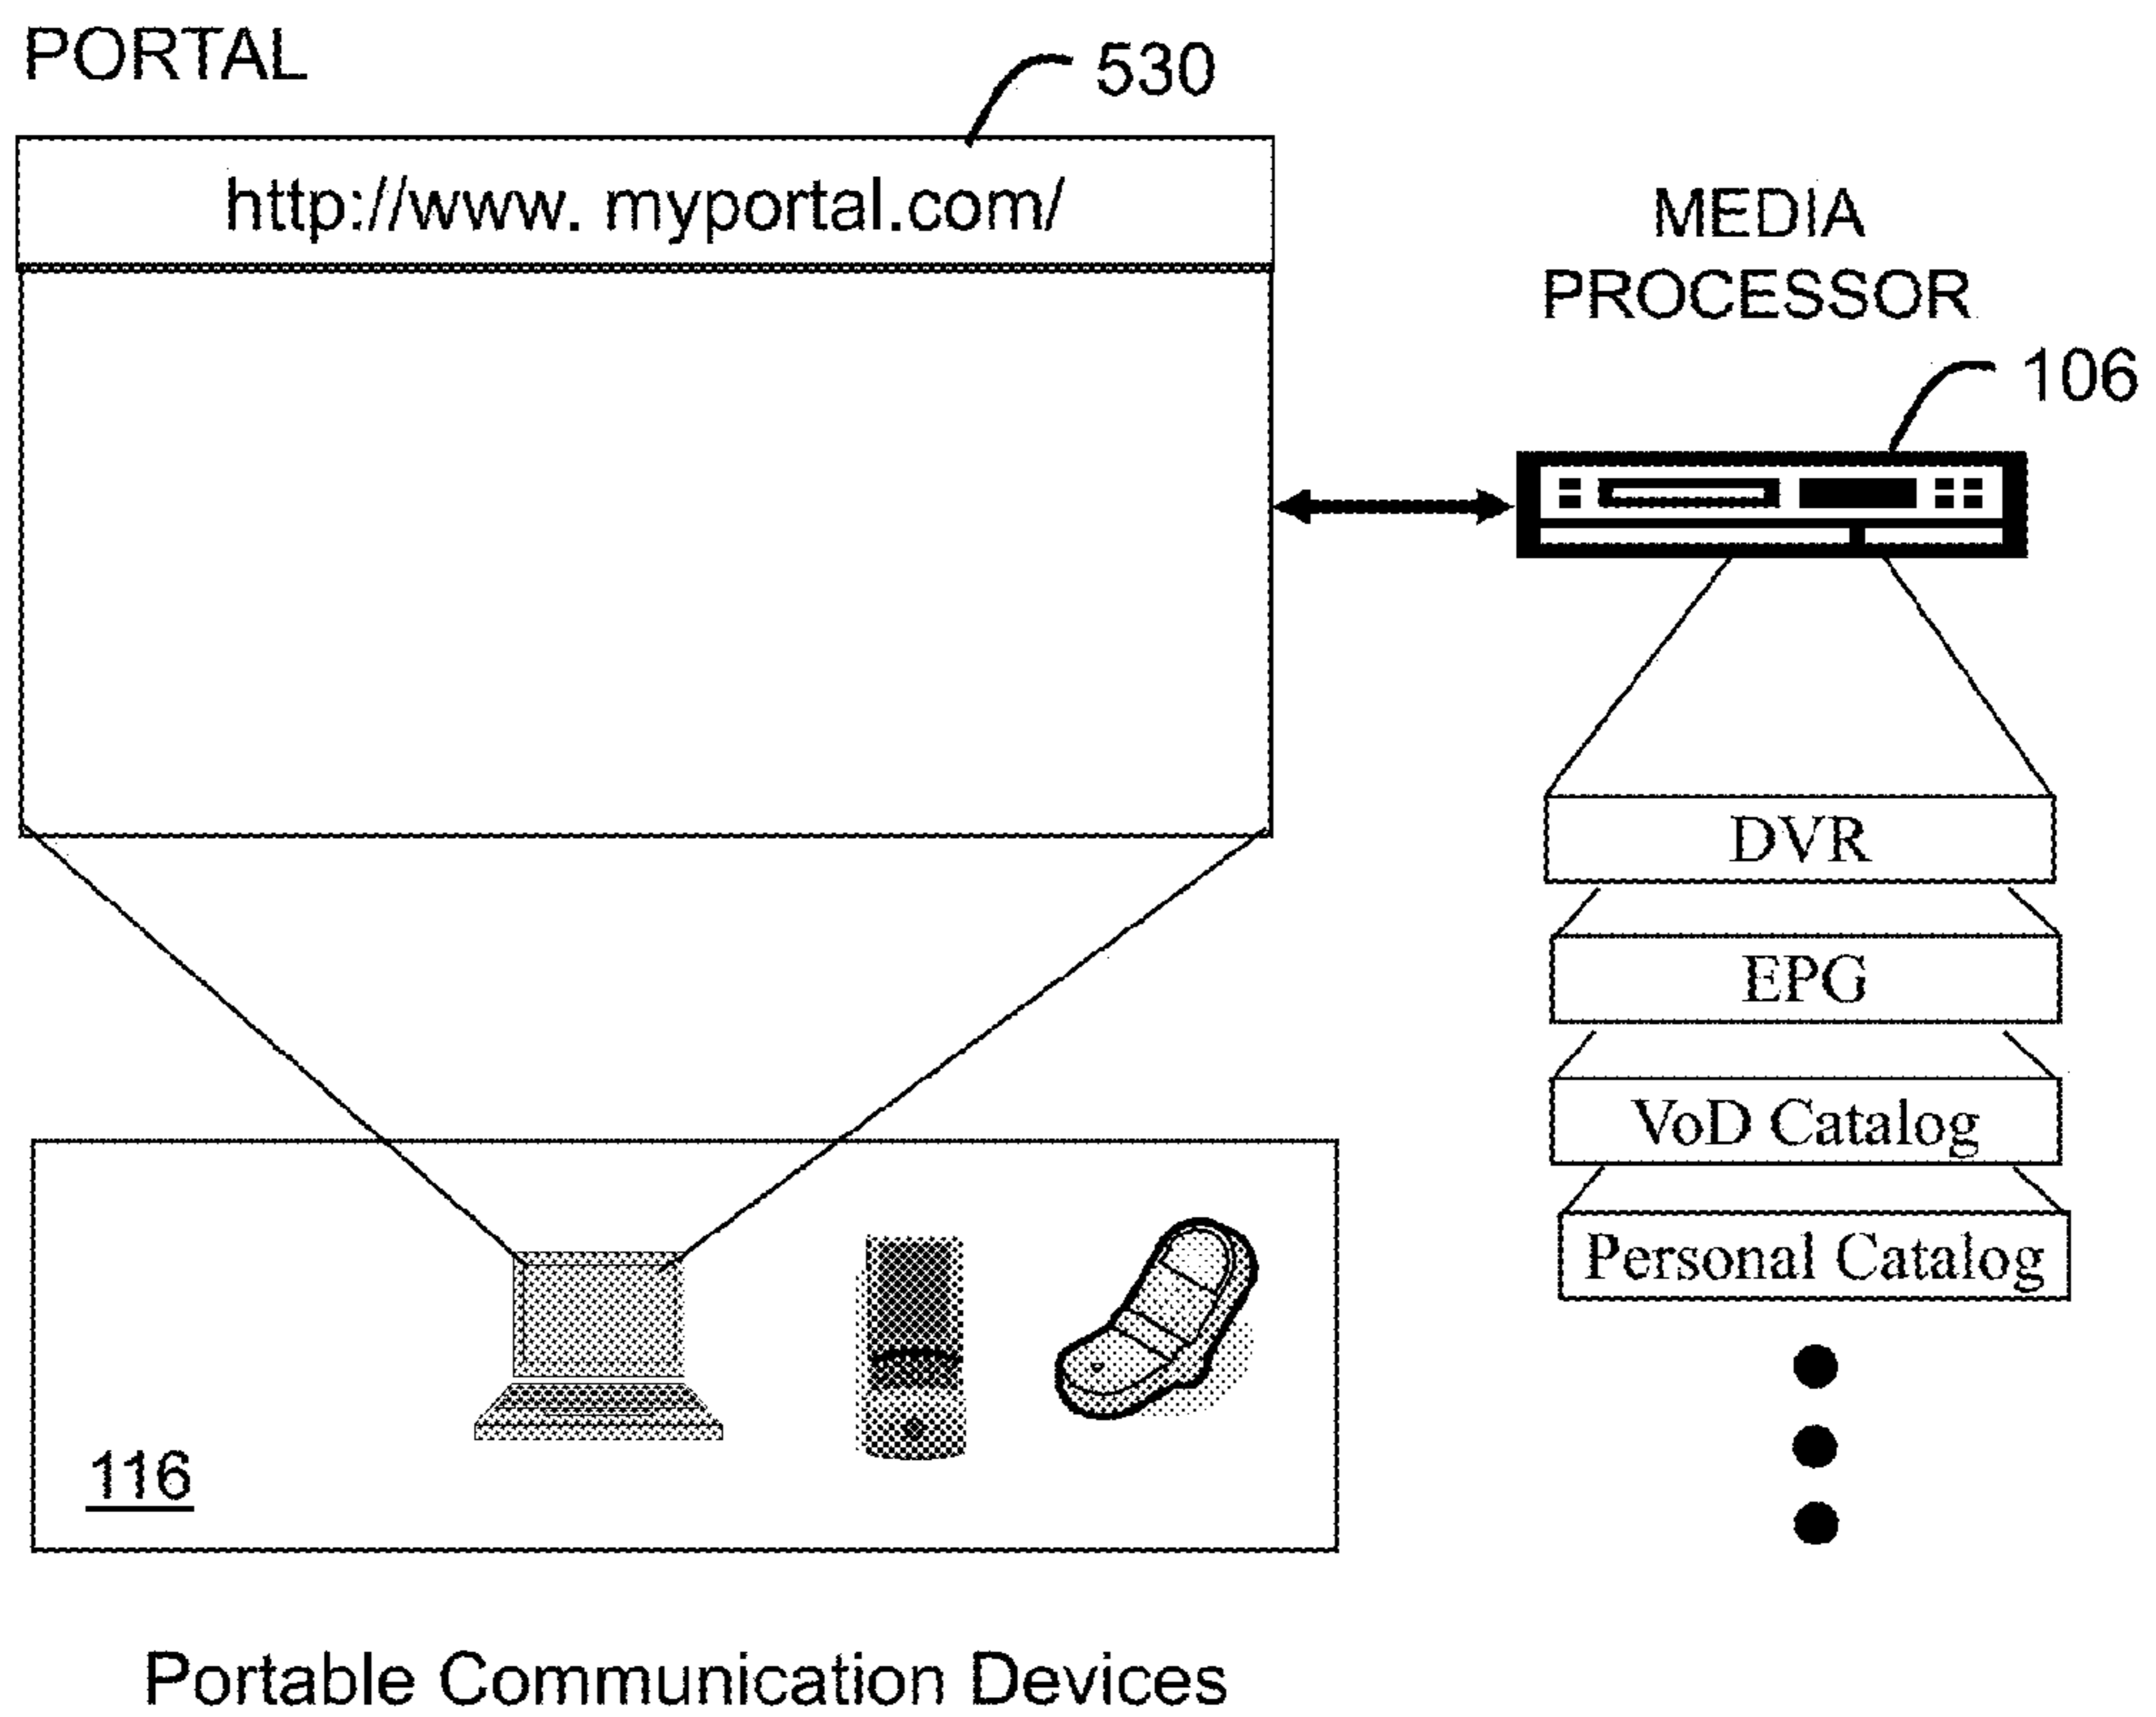 PORTAL
530
http://www. myportal.com/
MEDIA
PROCESSOR
106
DVR
EPG
VoD Catalog
Personal Catalog
116
Portable Communication Devices